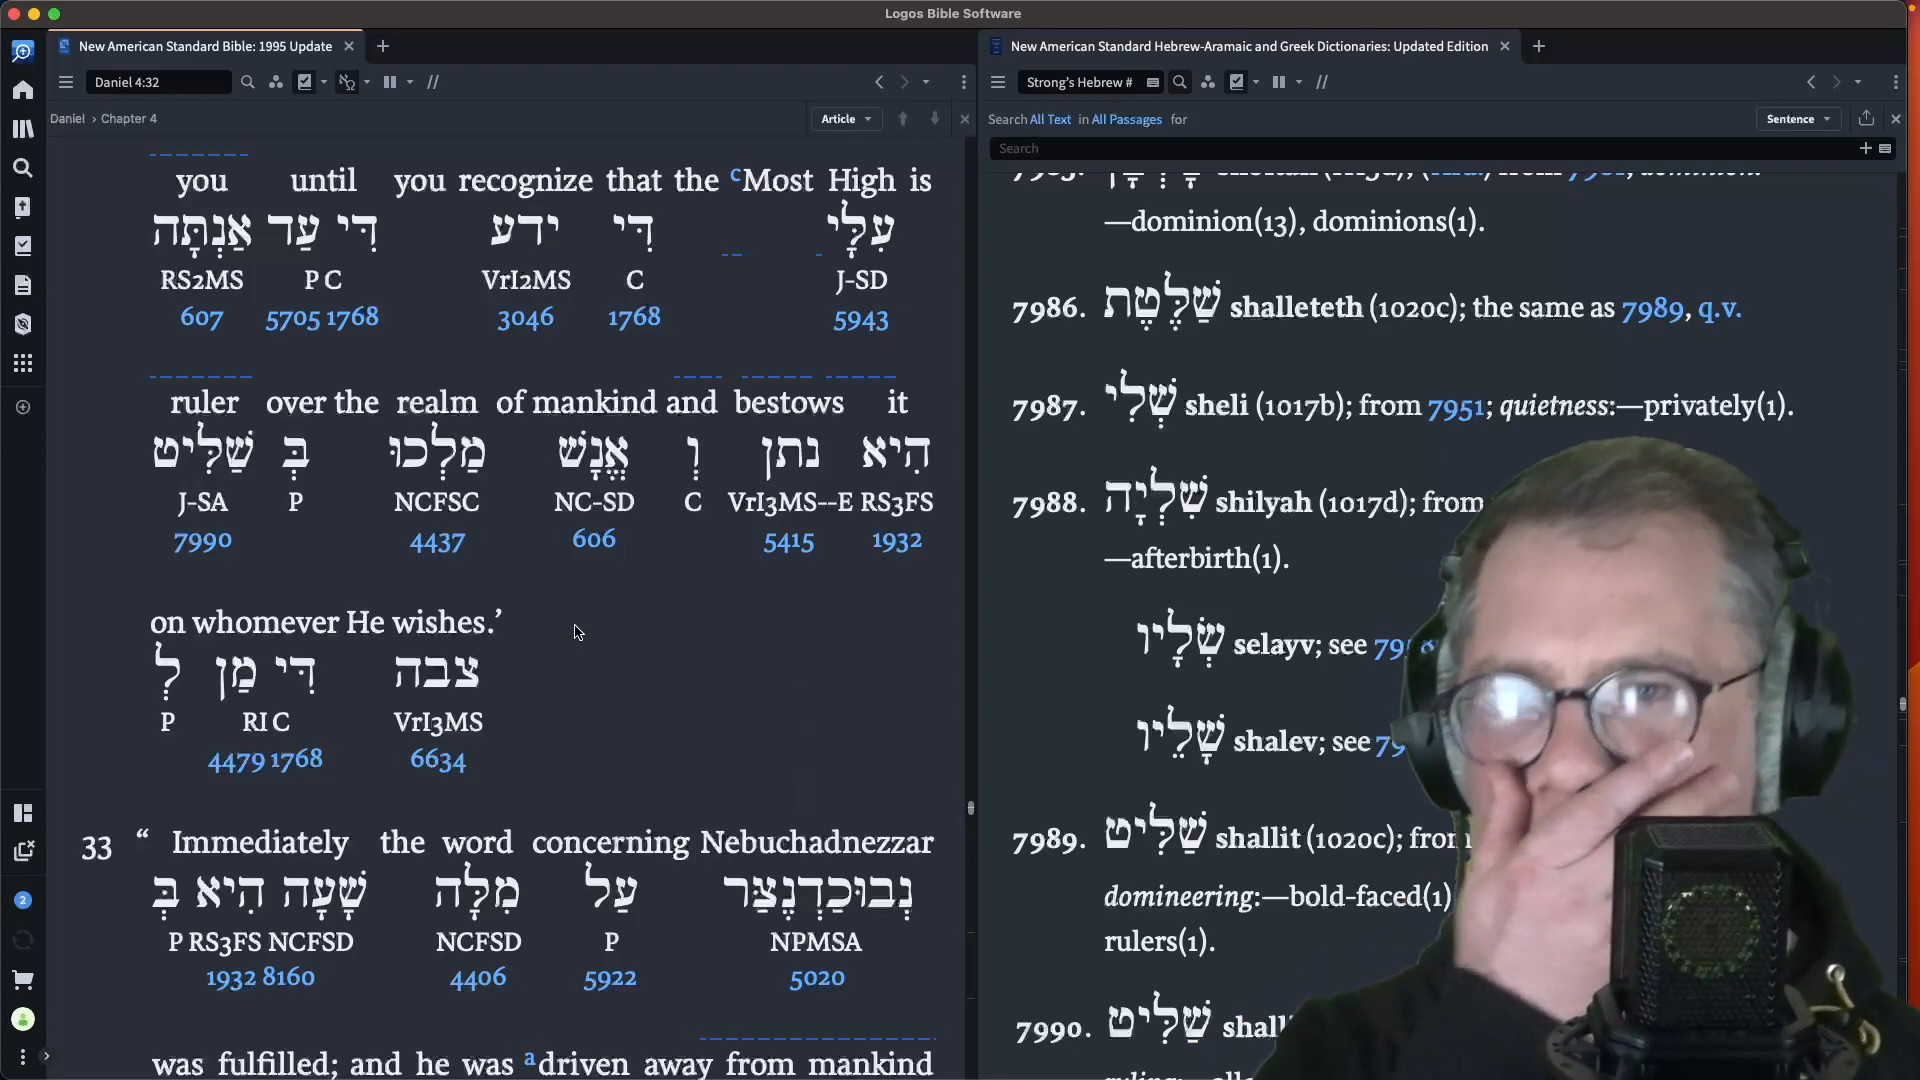 Logos Bible Software
New American Standard Bible: 1995 Update
Daniel 4:32
Daniel › Chapter 4
Article
you until you recognize that the cMost High is
אַנְתָּה עַד דִּי ידע דִּי עִלָּי
RS2MS P C VrI2MS C J-SD
607 5705 1768 3046 1768 5943
ruler over the realm of mankind and bestows it
שַׁלִּיט בְּ מַלְכוּ אֱנָשׁ וְ נתן הִיא
J-SA P NCFSC NC-SD C VrI3MS--E RS3FS
7990 4437 606 5415 1932
on whomever He wishes.’
לְ מַן דִּי צבה
P RI C VrI3MS
4479 1768 6634
33 “ Immediately the word concerning Nebuchadnezzar
בְּ הִיא שָׁעָה מִלָּה עַל נְבוּכַדְנֶצַּר
P RS3FS NCFSD NCFSD P NPMSA
1932 8160 4406 5922 5020
was fulfilled; and he was adriven away from mankind
2
New American Standard Hebrew-Aramaic and Greek Dictionaries: Updated Edition
Strong’s Hebrew #
Search All Text in All Passages for
Sentence
Search
—dominion(13), dominions(1).
7986. שַׁלֶּטֶת shalleteth (1020c); the same as 7989, q.v.
7987. שְׁלִי sheli (1017b); from 7951; quietness:—privately(1).
7988. שִׁלְיָה shilyah (1017d); from
—afterbirth(1).
שְׂלָיו selayv; see
שָׁלֵיו shalev; see
7989. שַׁלִּיט shallit (1020c); from
domineering:—bold-faced(1)
rulers(1).
7990. שַׁלִּיט